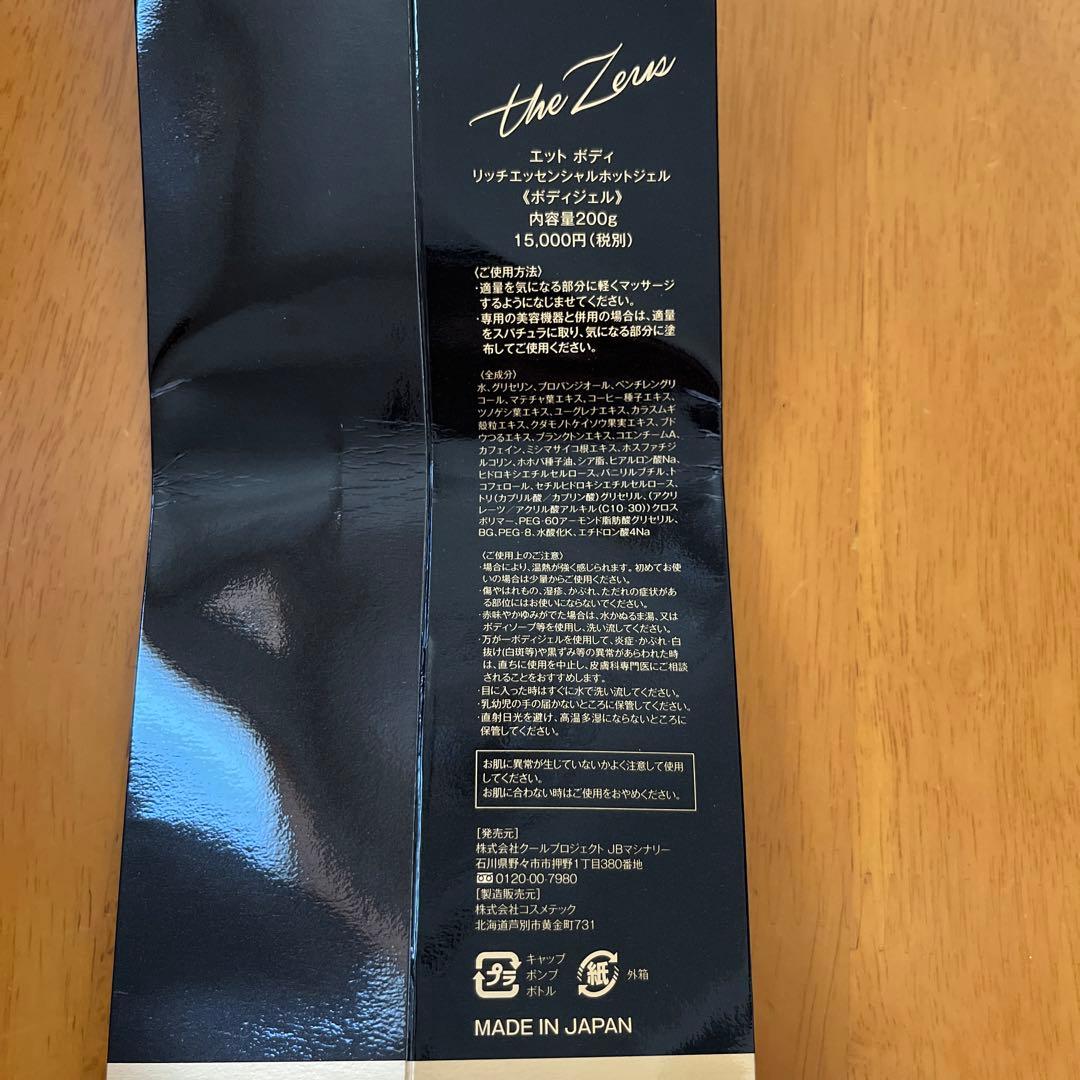 the Zeus
エット ボディ
リッチエッセンシャルホットジェル
《ボディジェル》
内容量200g
15,000円(税別)
〈ご使用方法〉
・適量を気になる部分に軽くマッサージ
するようになじませてください。
・専用の美容機器と併用の場合は、適量
をスパチュラに取り、気になる部分に塗
布してご使用ください。
〈全成分〉
水、グリセリン、プロパンジオール、ペンチレングリ
コール、マテチャ葉エキス、コーヒー種子エキス、
ツノゲシ葉エキス、ユーグレナエキス、カラスムギ
殻粒エキス、クダモノトケイソウ果実エキス、ブド
ウつるエキス、プランクトンエキス、コエンチームA、
カフェイン、ミシマサイコ根エキス、ホスファチジ
ルコリン、ホホバ種子油、シア脂、ヒアルロン酸Na、
ヒドロキシエチルセルロース、バニリルブチル、ト
コフェロール、セチルヒドロキシエチルセルロース、
トリ(カプリル酸／カプリン酸)グリセリル、(アクリ
レーツ／アクリル酸アルキル(C10-30))クロス
ポリマー、PEG-60アーモンド脂肪酸グリセリル、
BG、PEG-8、水酸化K、エチドロン酸4Na
〈ご使用上のご注意〉
・場合により、温熱が強く感じられます。初めてお使
いの場合は少量からご使用ください。
・傷やはれもの、湿疹、かぶれ、ただれの症状があ
る部位にはお使いにならないでください。
・赤味やかゆみがでた場合は、水かぬるま湯、又は
ボディソープ等を使用し、洗い流してください。
・万が一ボディジェルを使用して、炎症・かぶれ・白
抜け(白斑等)や黒ずみ等の異常があらわれた時
は、直ちに使用を中止し、皮膚科専門医にご相談
されることをおすすめします。
・目に入った時はすぐに水で洗い流してください。
・乳幼児の手の届かないところに保管してください。
・直射日光を避け、高温多湿にならないところに
保管してください。
お肌に異常が生じていないかよく注意して使用
してください。
お肌に合わない時はご使用をおやめください。
[発売元]
株式会社クールプロジェクト JBマシナリー
石川県野々市市押野1丁目380番地
0120-00-7980
[製造販売元]
株式会社コスメテック
北海道芦別市黄金町731
プラ
キャップ
ポンプ
ボトル
紙
外箱
MADE IN JAPAN